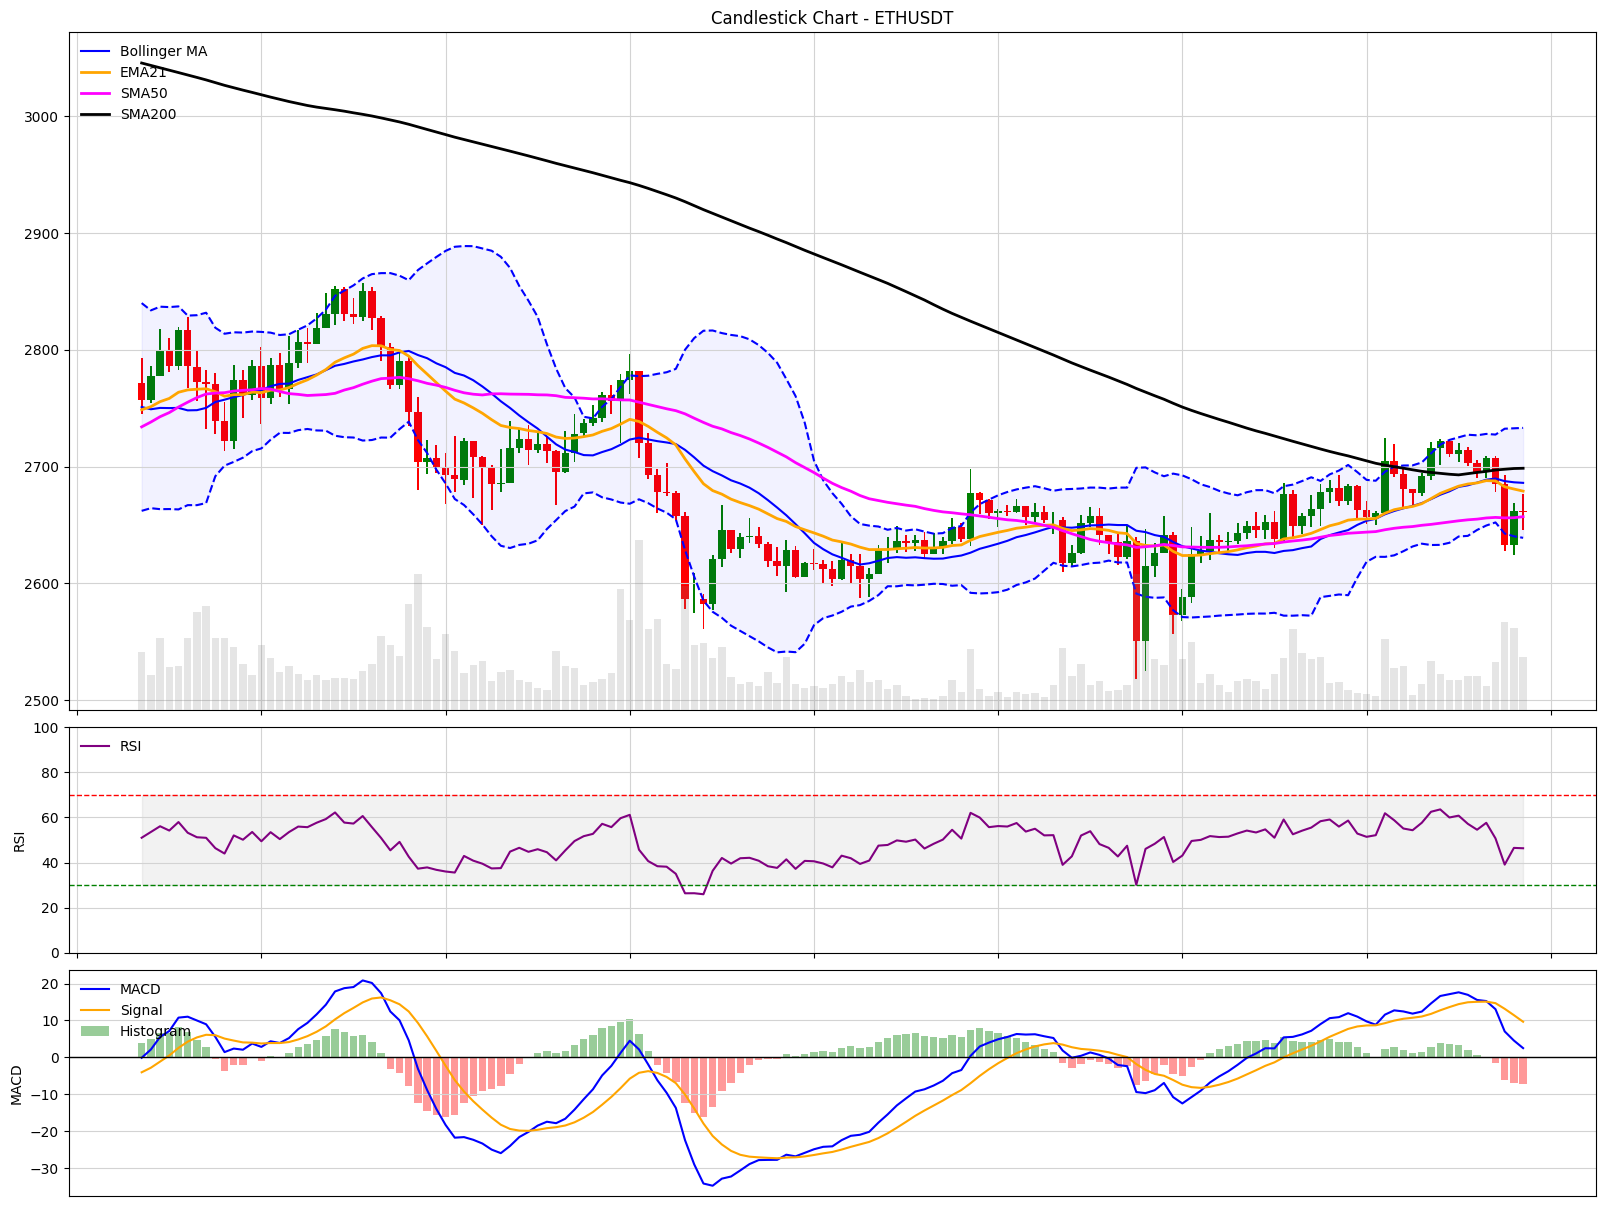 Candlestick Chart - ETHUSDT
Bollinger MA
EMA21
SMA50
SMA200
3000
2900
2800
2700
2600
2500
RSI
100
80
60
40
20
0
RSI
MACD
Signal
Histogram
20
10
0
−10
−20
−30
MACD